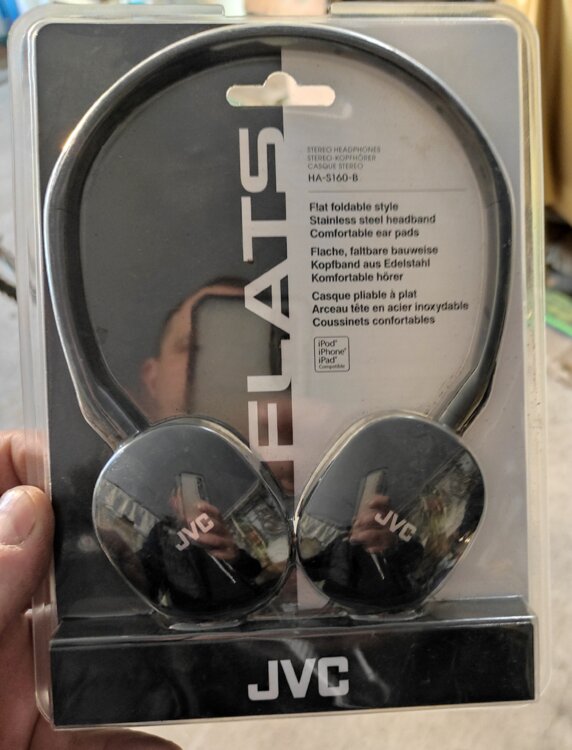 FLATS
STEREO HEADPHONES
STEREO-KOPFHÖRER
CASQUE STEREO
HA-S160-B
Flat foldable style
Stainless steel headband
Comfortable ear pads
Flache, faltbare bauweise
Kopfband aus Edelstahl
Komfortable hörer
Casque pliable à plat
Arceau tête en acier inoxydable
Coussinets confortables
iPod®
iPhone®
iPad®
Compatible
JVC
JVC
JVC